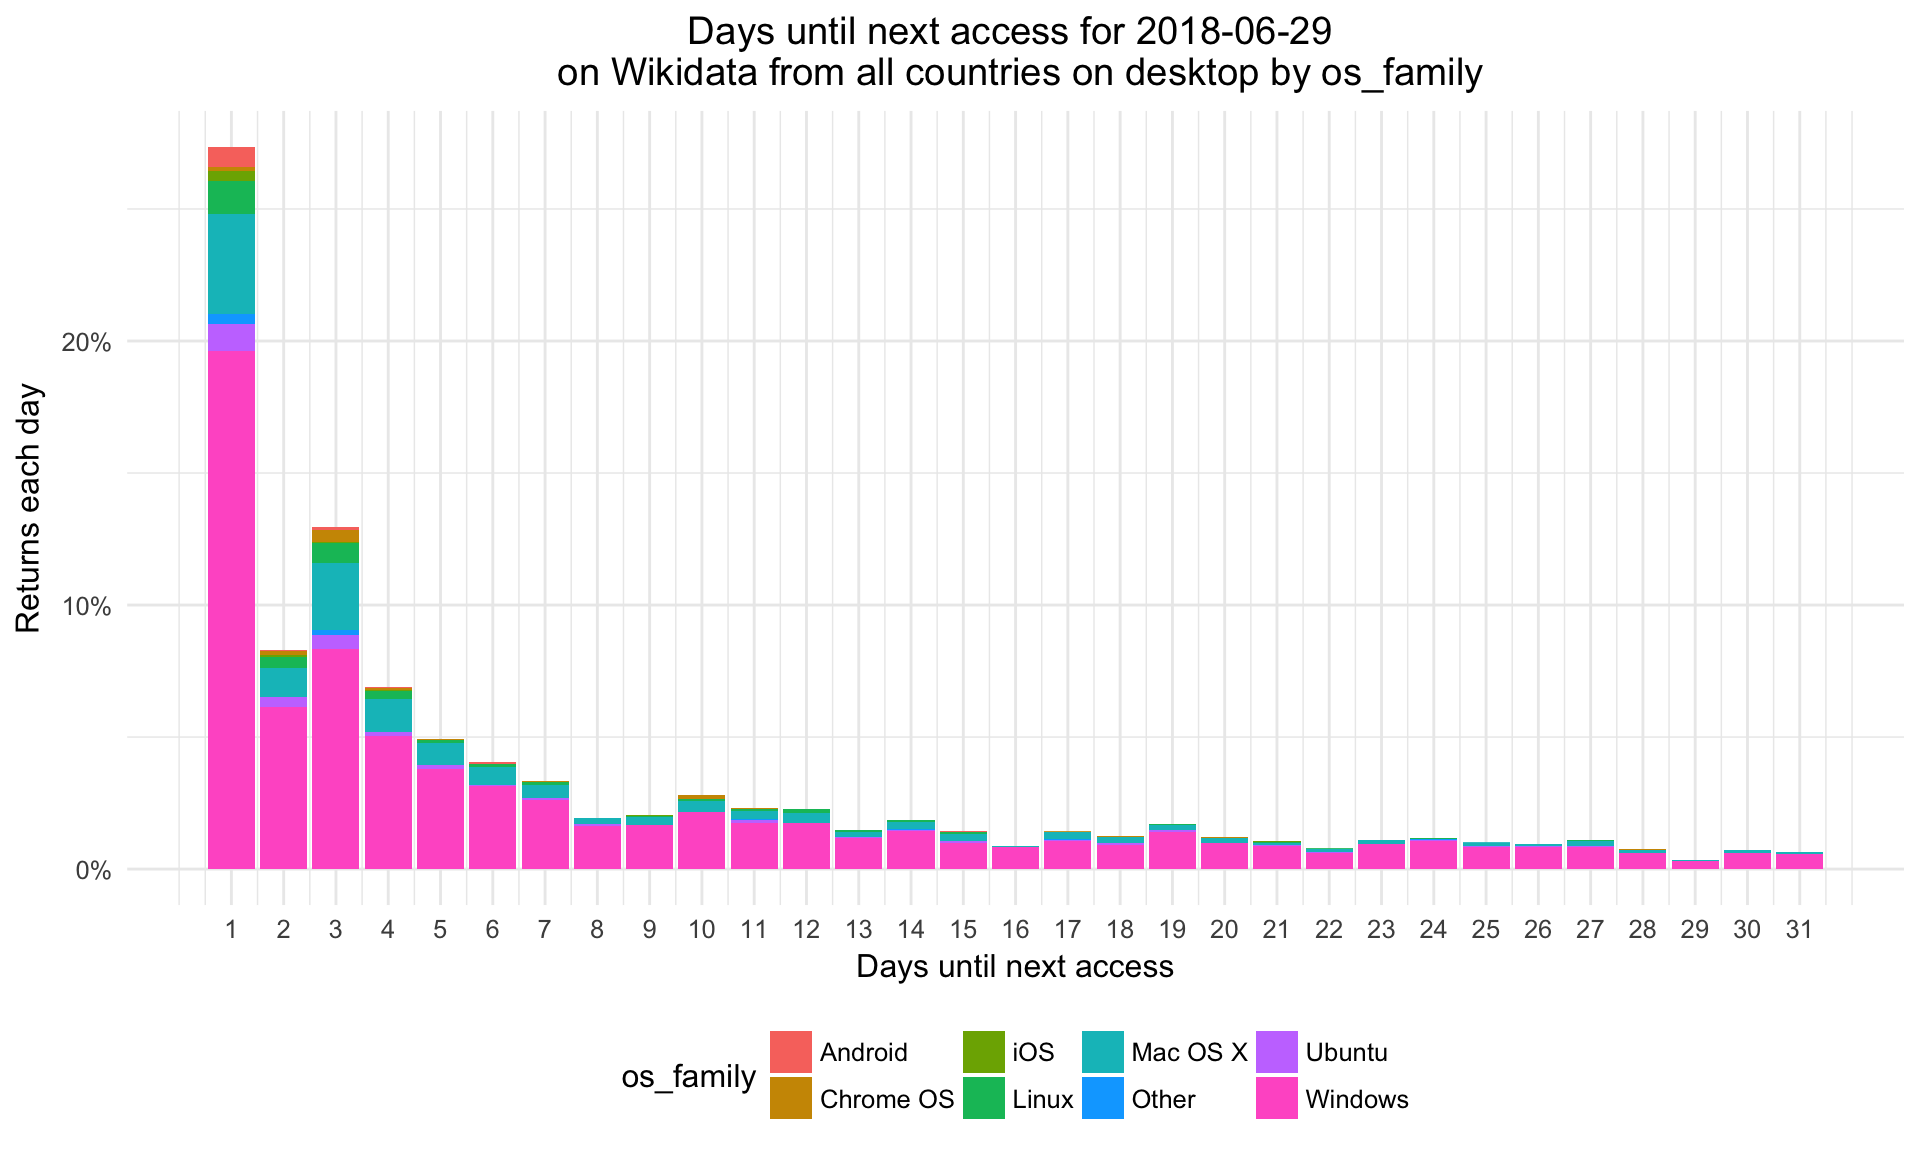 Days until next access for 2018-06-29
on Wikidata from all countries on desktop by os_family
Returns each day
20%
10%
0%
1 2 3 4 5 6 7 8 9 10 11 12 13 14 15 16 17 18 19 20 21 22 23 24 25 26 27 28 29 30 31
Days until next access
os_family
Android iOS Mac OS X Ubuntu
Chrome OS Linux Other Windows